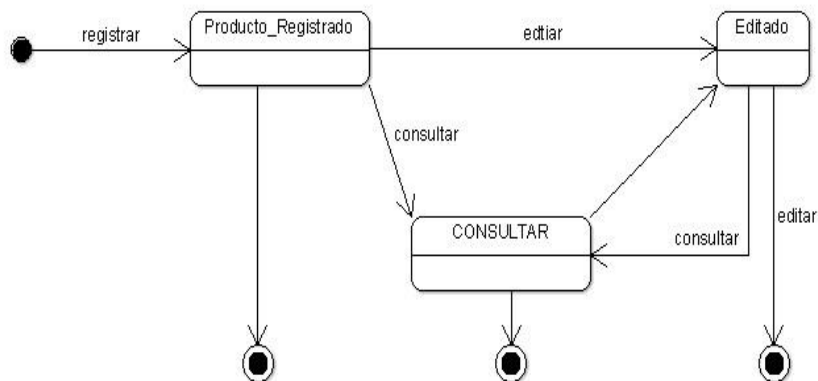 registrar
Producto_Registrado
edtiar
Editado
consultar
CONSULTAR
consultar
editar